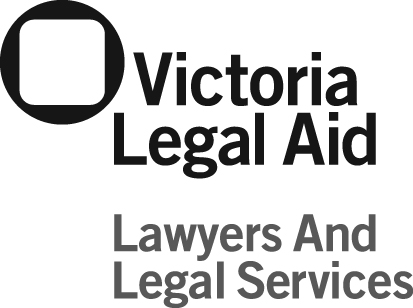 Victoria
Legal Aid
Lawyers And
Legal Services